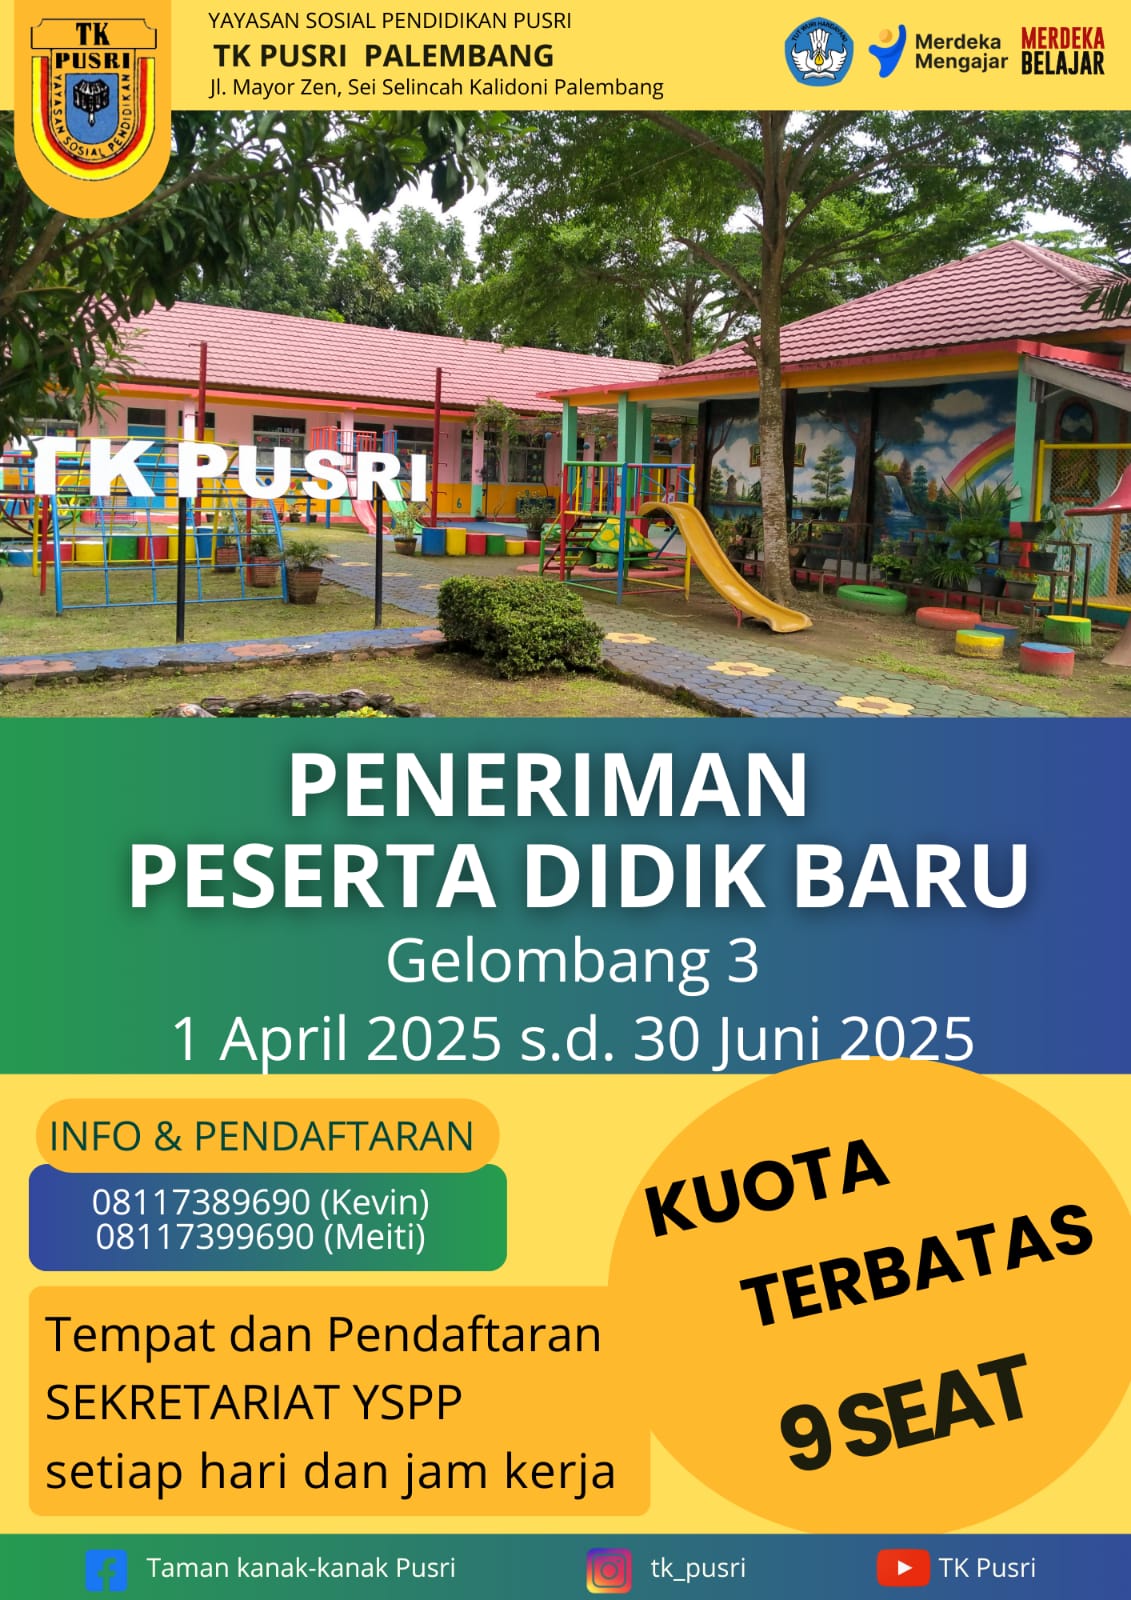 TK
PUSRI
YAYASAN SOSIAL PENDIDIKAN
YAYASAN SOSIAL PENDIDIKAN PUSRI
TK PUSRI PALEMBANG
Jl. Mayor Zen, Sei Selincah Kalidoni Palembang
TUT WURI HANDAYANI
Merdeka
Mengajar
MERDEKA
BELAJAR
TK PUSRI
PENERIMAN
PESERTA DIDIK BARU
Gelombang 3
1 April 2025 s.d. 30 Juni 2025
INFO & PENDAFTARAN
08117389690 (Kevin)
08117399690 (Meiti)
KUOTA
TERBATAS
9 SEAT
Tempat dan Pendaftaran
SEKRETARIAT YSPP
setiap hari dan jam kerja
Taman kanak-kanak Pusri
tk_pusri
TK Pusri